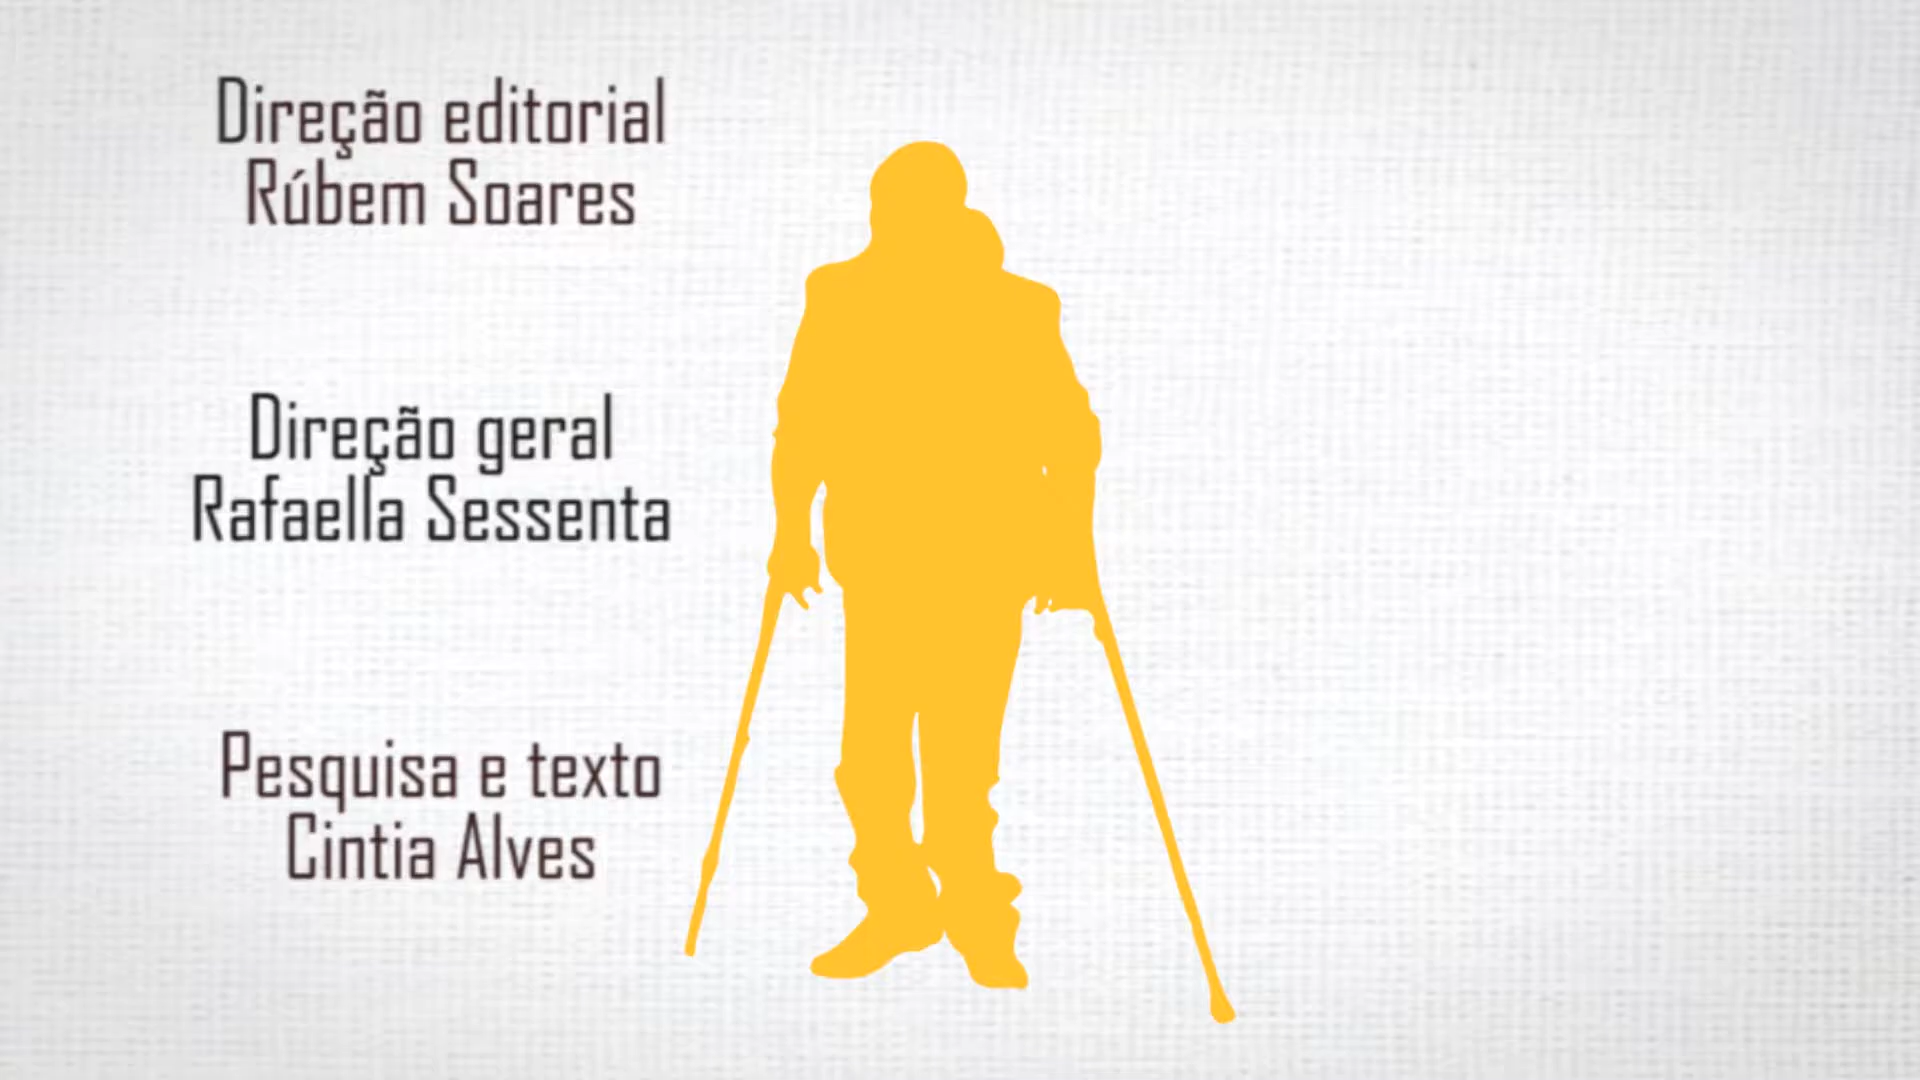 Direção editorial
Rúbem Soares
Direção geral
Rafaella Sessenta
Pesquisa e texto
Cintia Alves